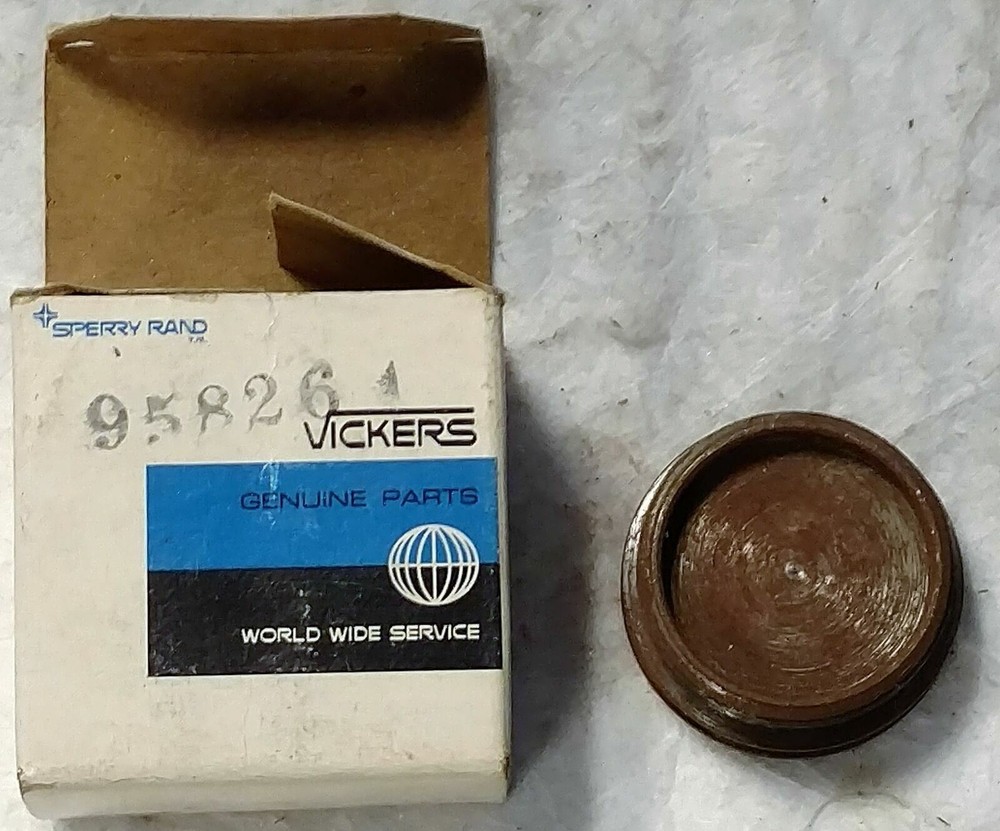 SPERRY RAND
T.M.
958261
VICKERS
GENUINE PARTS
WORLD WIDE SERVICE